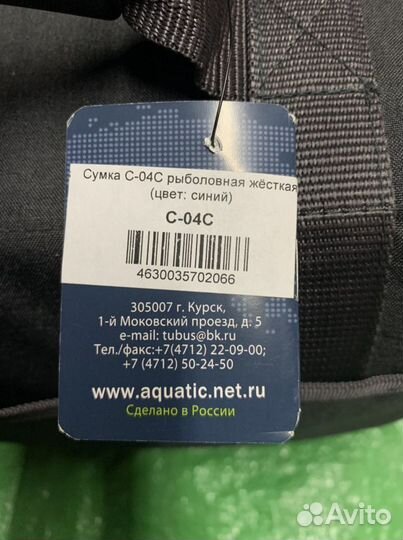 Сумка С-04С рыболовная жёсткая
(цвет: синий)
С-04С
4630035702066
305007 г. Курск,
1-й Моковский проезд, д. 5
e-mail: tubus@bk.ru
Тел./факс:+7(4712) 22-09-00;
+7 (4712) 50-24-50
www.aquatic.net.ru
Сделано в России
Avito